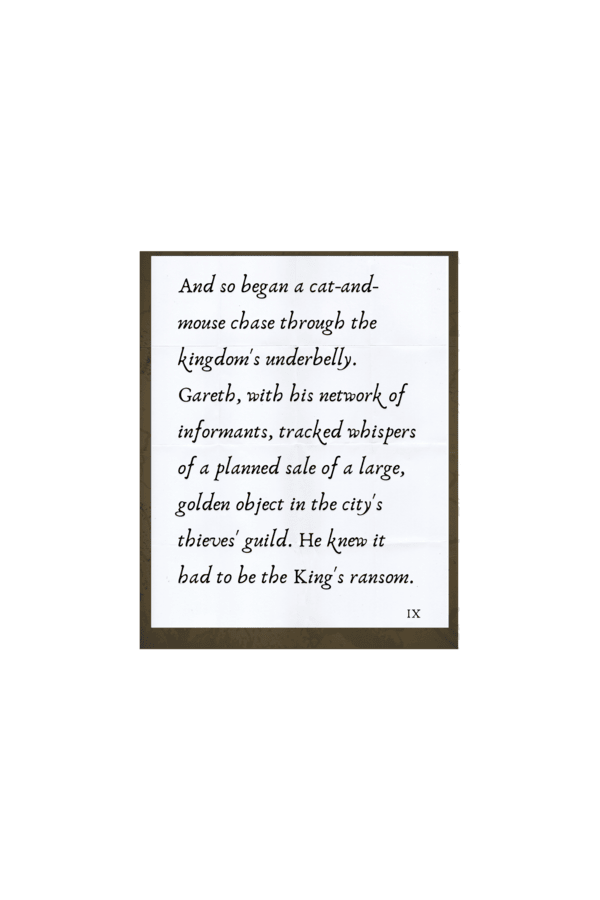 And so began a cat-and-
mouse chase through the
kingdom's underbelly.
Gareth, with his network of
informants, tracked whispers
of a planned sale of a large,
golden object in the city's
thieves' guild. He knew it
had to be the King's ransom.
IX